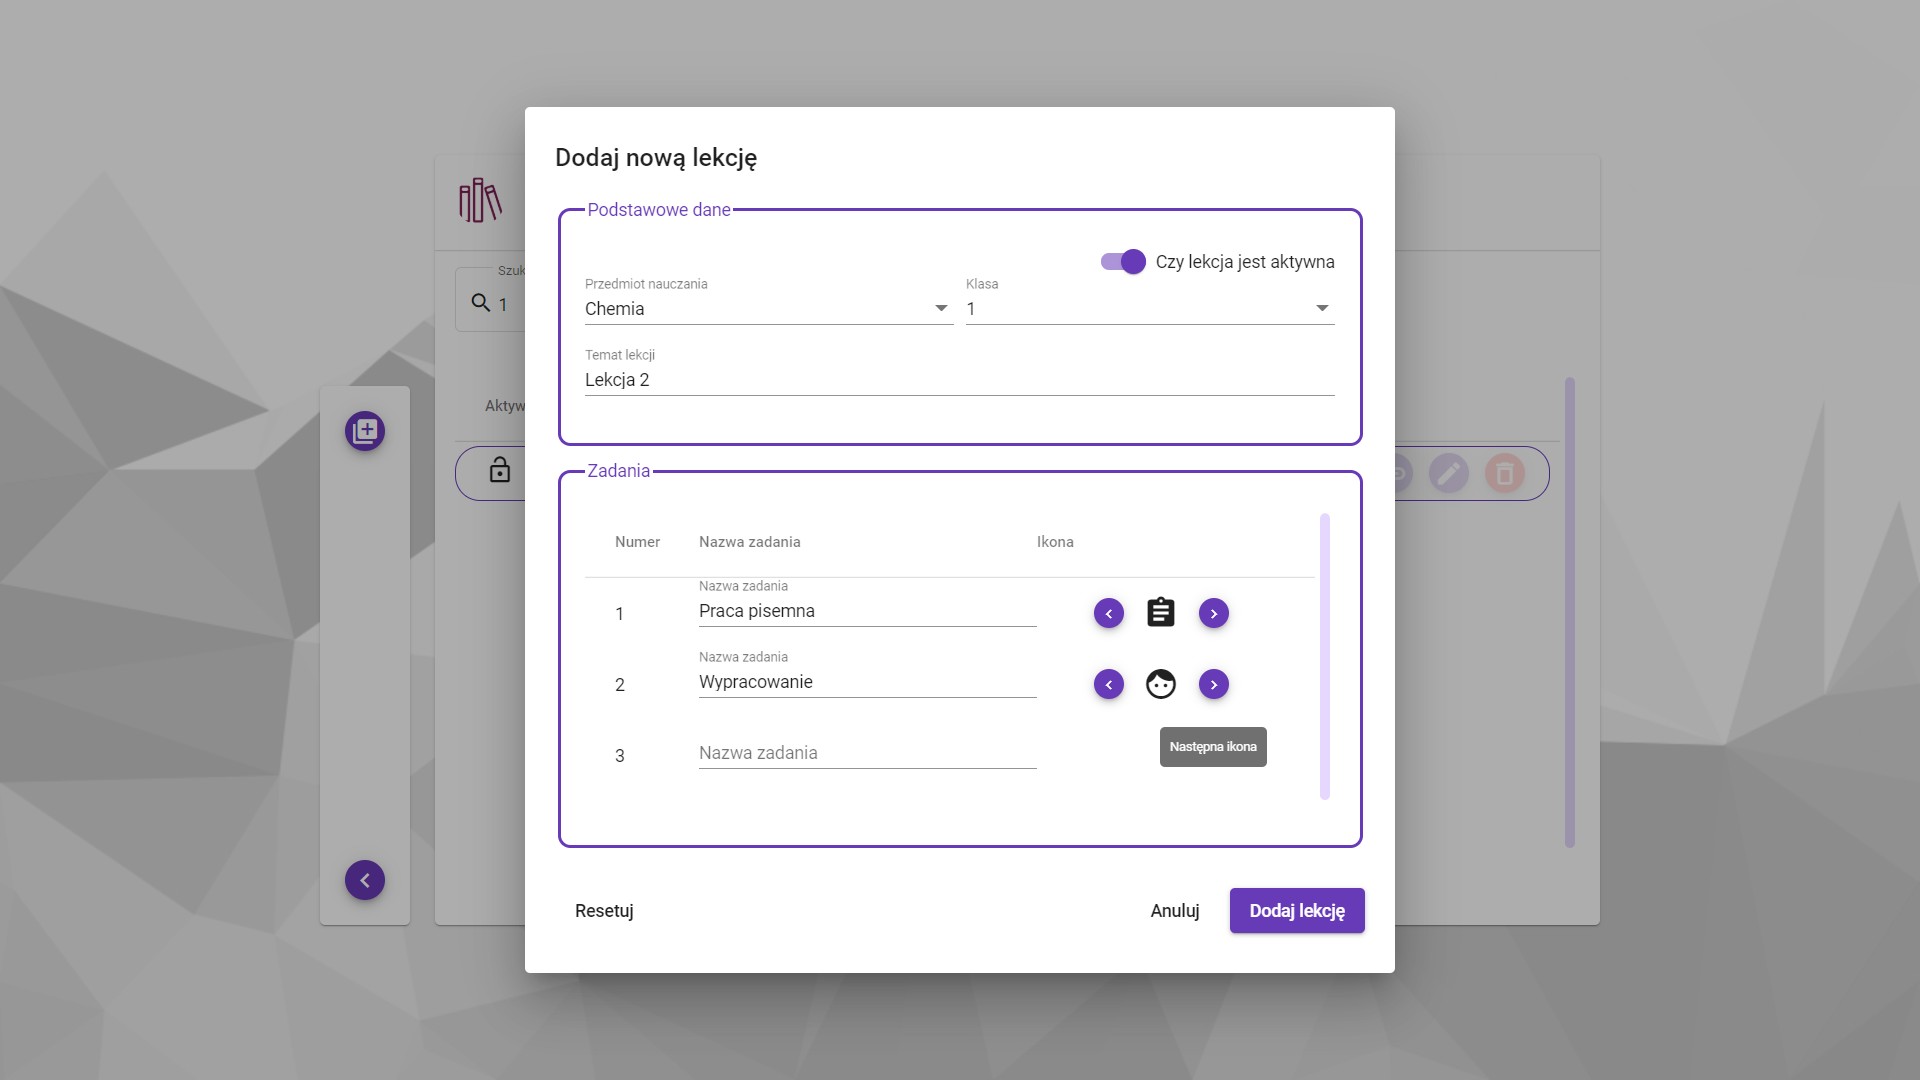 Dodaj nową lekcję
Podstawowe dane
Czy lekcja jest aktywna
Przedmiot nauczania
Klasa
Chemia
1
Temat lekcji
Lekcja 2
Zadania
Numer
Nazwa zadania
Ikona
Nazwa zadania
1
Praca pisemna
Nazwa zadania
2
Wypracowanie
Następna ikona
3
Nazwa zadania
Resetuj
Anuluj
Dodaj lekcję
Szuk
1
Aktyw